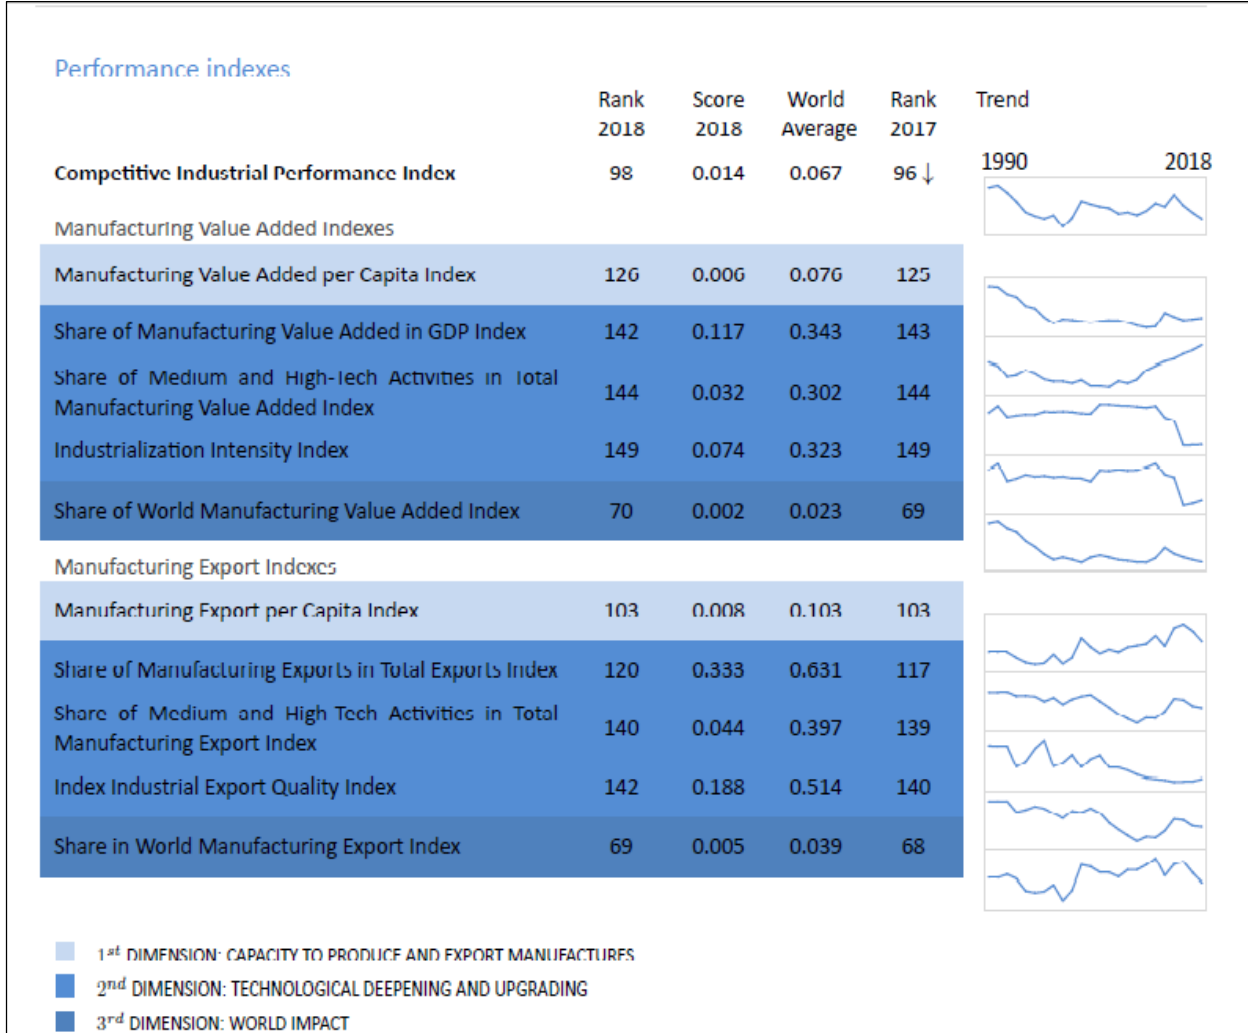 Performance indexes
Rank Score World Rank Trend
2018 2018 Average 2017
1990 2018
Competitive Industrial Performance Index 98 0.014 0.067 96 ↓
Manufacturing Value Added Indexes
Manufacturing Value Added per Capita Index 126 0.006 0.076 125
Share of Manufacturing Value Added in GDP Index 142 0.117 0.343 143
Share of Medium and High-Tech Activities in Total
Manufacturing Value Added Index 144 0.032 0.302 144
Industrialization Intensity Index 149 0.074 0.323 149
Share of World Manufacturing Value Added Index 70 0.002 0.023 69
Manufacturing Export Indexes
Manufacturing Export per Capita Index 103 0.008 0.103 103
Share of Manufacturing Exports in Total Exports Index 120 0.333 0.631 117
Share of Medium and High-Tech Activities in Total
Manufacturing Export Index 140 0.044 0.397 139
Index Industrial Export Quality Index 142 0.188 0.514 140
Share in World Manufacturing Export Index 69 0.005 0.039 68
1st DIMENSION: CAPACITY TO PRODUCE AND EXPORT MANUFACTURES
2nd DIMENSION: TECHNOLOGICAL DEEPENING AND UPGRADING
3rd DIMENSION: WORLD IMPACT